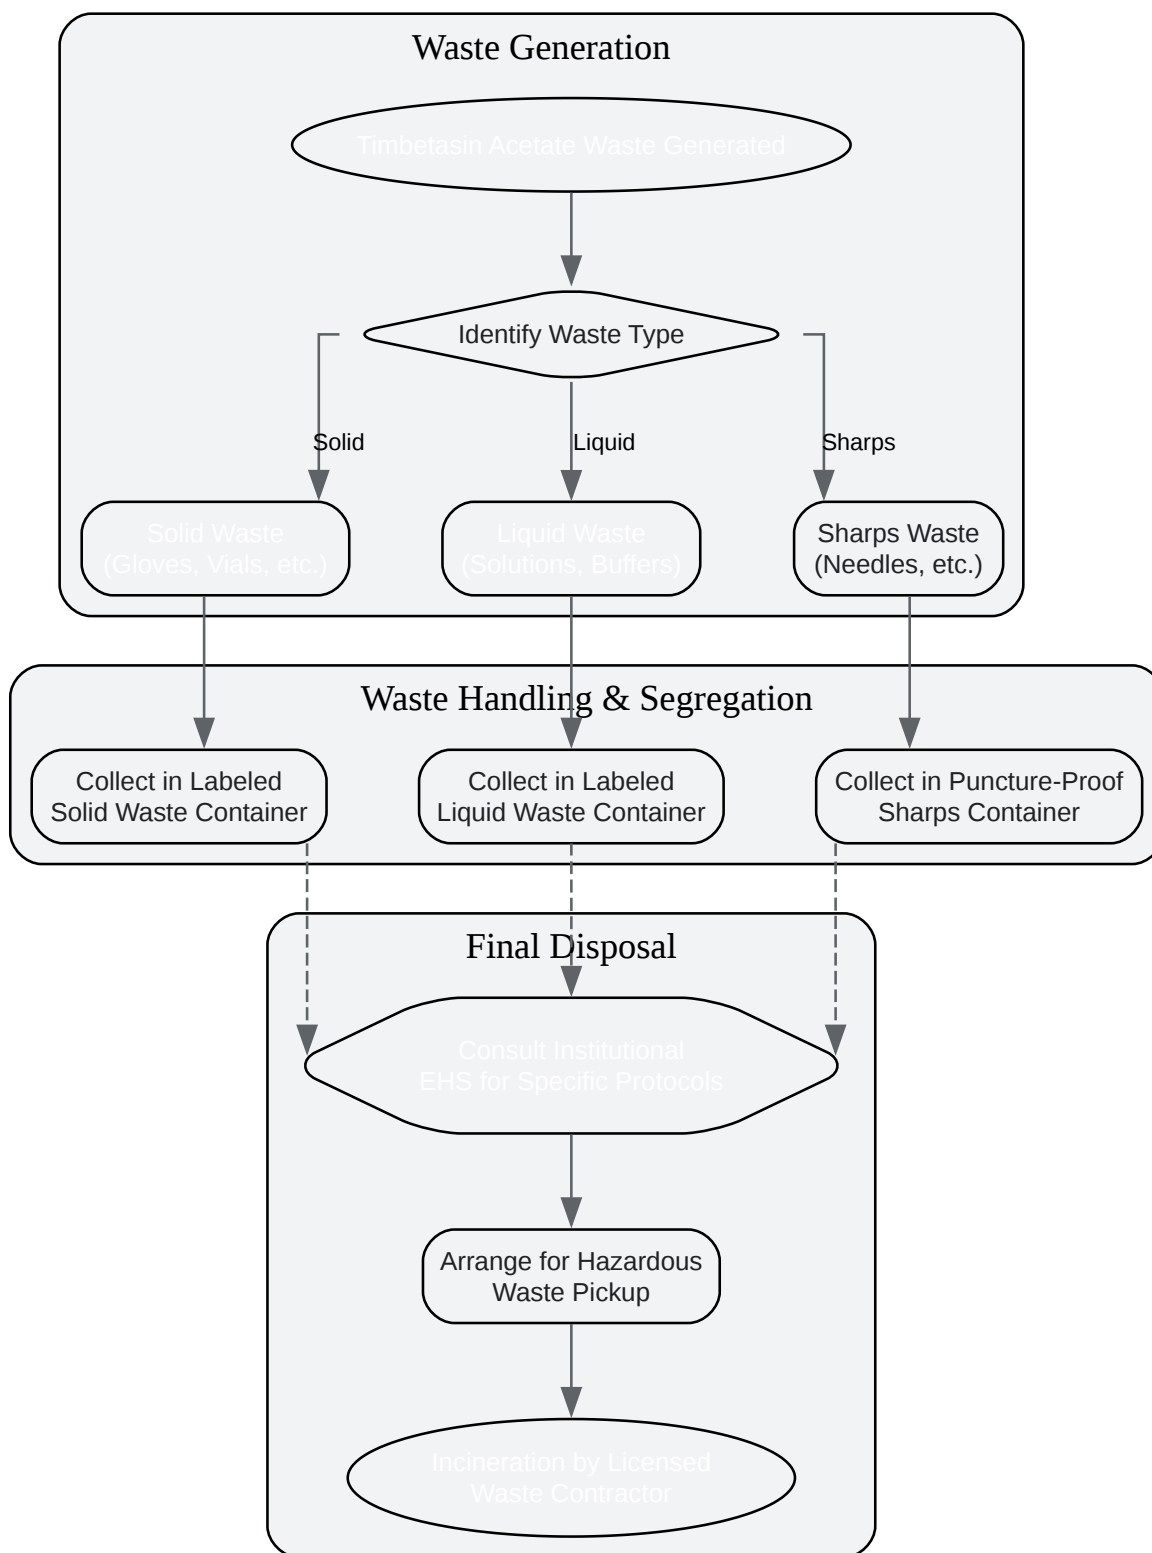 Waste Generation
Timbetasin Acetate Waste Generated
Identify Waste Type
Solid
Liquid
Sharps
Solid Waste
(Gloves, Vials, etc.)
Liquid Waste
(Solutions, Buffers)
Sharps Waste
(Needles, etc.)
Waste Handling & Segregation
Collect in Labeled
Solid Waste Container
Collect in Labeled
Liquid Waste Container
Collect in Puncture-Proof
Sharps Container
Final Disposal
Consult Institutional
EHS for Specific Protocols
Arrange for Hazardous
Waste Pickup
Incineration by Licensed
Waste Contractor